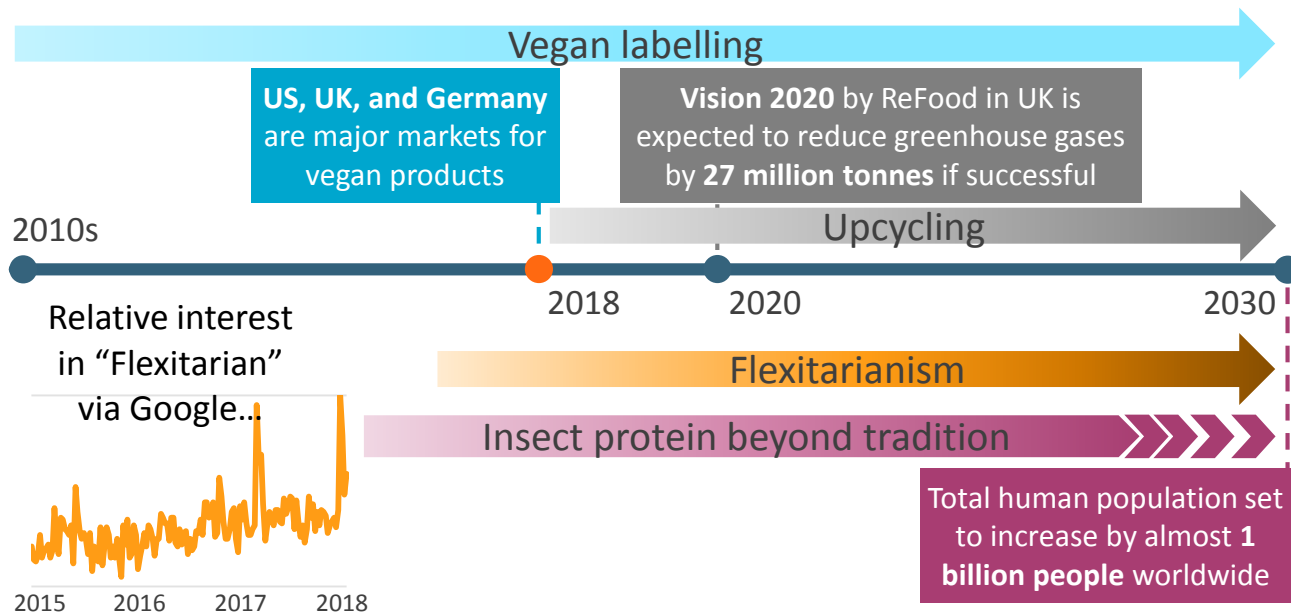 Vegan labelling
US, UK, and Germany
are major markets for
vegan products
Vision 2020 by ReFood in UK is
expected to reduce greenhouse gases
by 27 million tonnes if successful
Upcycling
2010s
2018
2020
2030
Relative interest
in “Flexitarian”
via Google…
Flexitarianism
Insect protein beyond tradition
Total human population set
to increase by almost 1
billion people worldwide
2015 2016 2017 2018